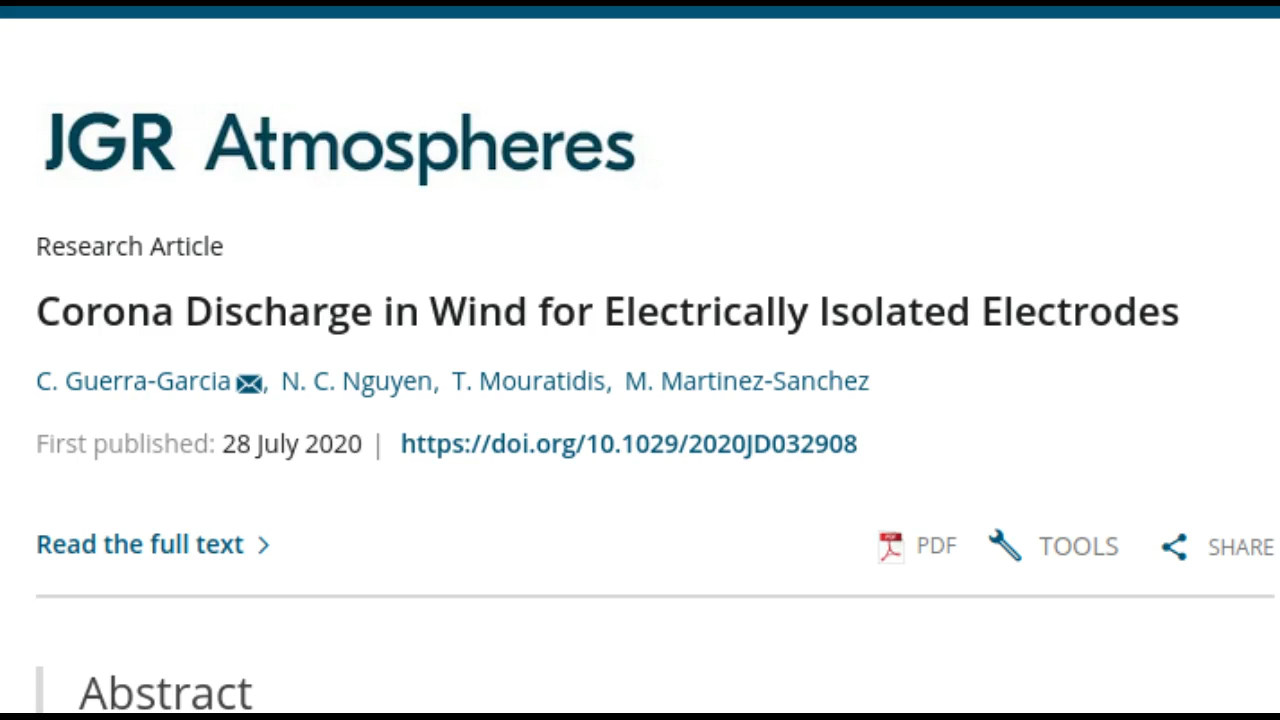 JGR Atmospheres
Research Article
Corona Discharge in Wind for Electrically Isolated Electrodes
C. Guerra-Garcia, N. C. Nguyen, T. Mouratidis, M. Martinez-Sanchez
First published: 28 July 2020 | https://doi.org/10.1029/2020JD032908
Read the full text PDF TOOLS SHARE
Abstract